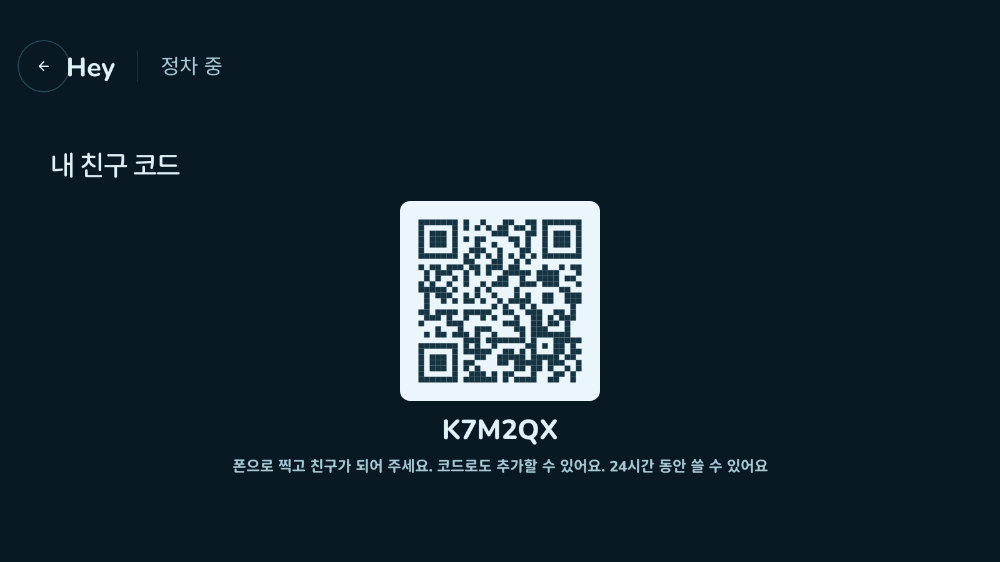 Hey
정차 중
내 친구 코드
K7M2QX
폰으로 찍고 친구가 되어 주세요. 코드로도 추가할 수 있어요. 24시간 동안 쓸 수 있어요